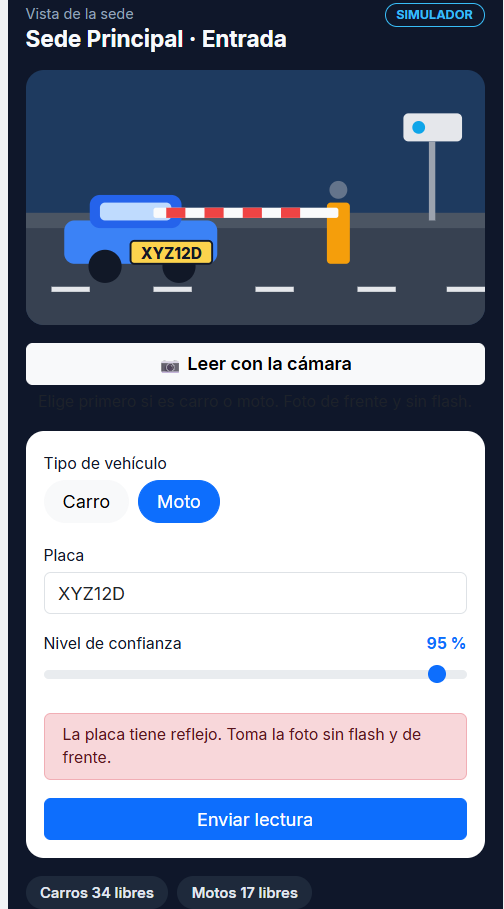 Vista de la sede
SIMULADOR
Sede Principal · Entrada
XYZ12D
Leer con la cámara
Elige primero si es carro o moto. Foto de frente y sin flash.
Tipo de vehículo
Carro
Moto
Placa
XYZ12D
Nivel de confianza
95 %
La placa tiene reflejo. Toma la foto sin flash y de
frente.
Enviar lectura
Carros 34 libres
Motos 17 libres